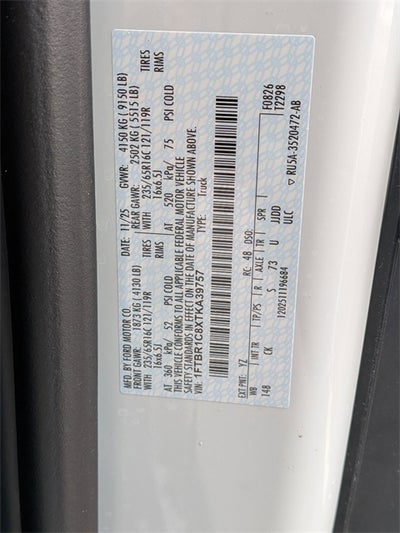 MFD. BY FORD MOTOR CO. DATE: 11/25 GVWR: 4150 KG ( 9150 LB)
FRONT GAWR: 1873 KG ( 4130 LB) REAR GAWR: 2502 KG ( 5515 LB)
WITH 235/65R16C 121/119R TIRES WITH 235/65R16C 121/119R TIRES
16x6.5J RIMS 16x6.5J RIMS
AT 360 kPa/ 52 PSI COLD AT 520 kPa/ 75 PSI COLD
THIS VEHICLE CONFORMS TO ALL APPLICABLE FEDERAL MOTOR VEHICLE
SAFETY STANDARDS IN EFFECT ON THE DATE OF MANUFACTURE SHOWN ABOVE.
VIN: 1FTBR1C8XTKA39757 TYPE: Truck
F0826
T2298
EXT PNT: YZ RC: 48 DSO:
WB INT TR TP/PS R AXLE TR SPR
148 CK S 73 U JJDD
ULC
1202511196684 ▽ RU5A-3520472-AB